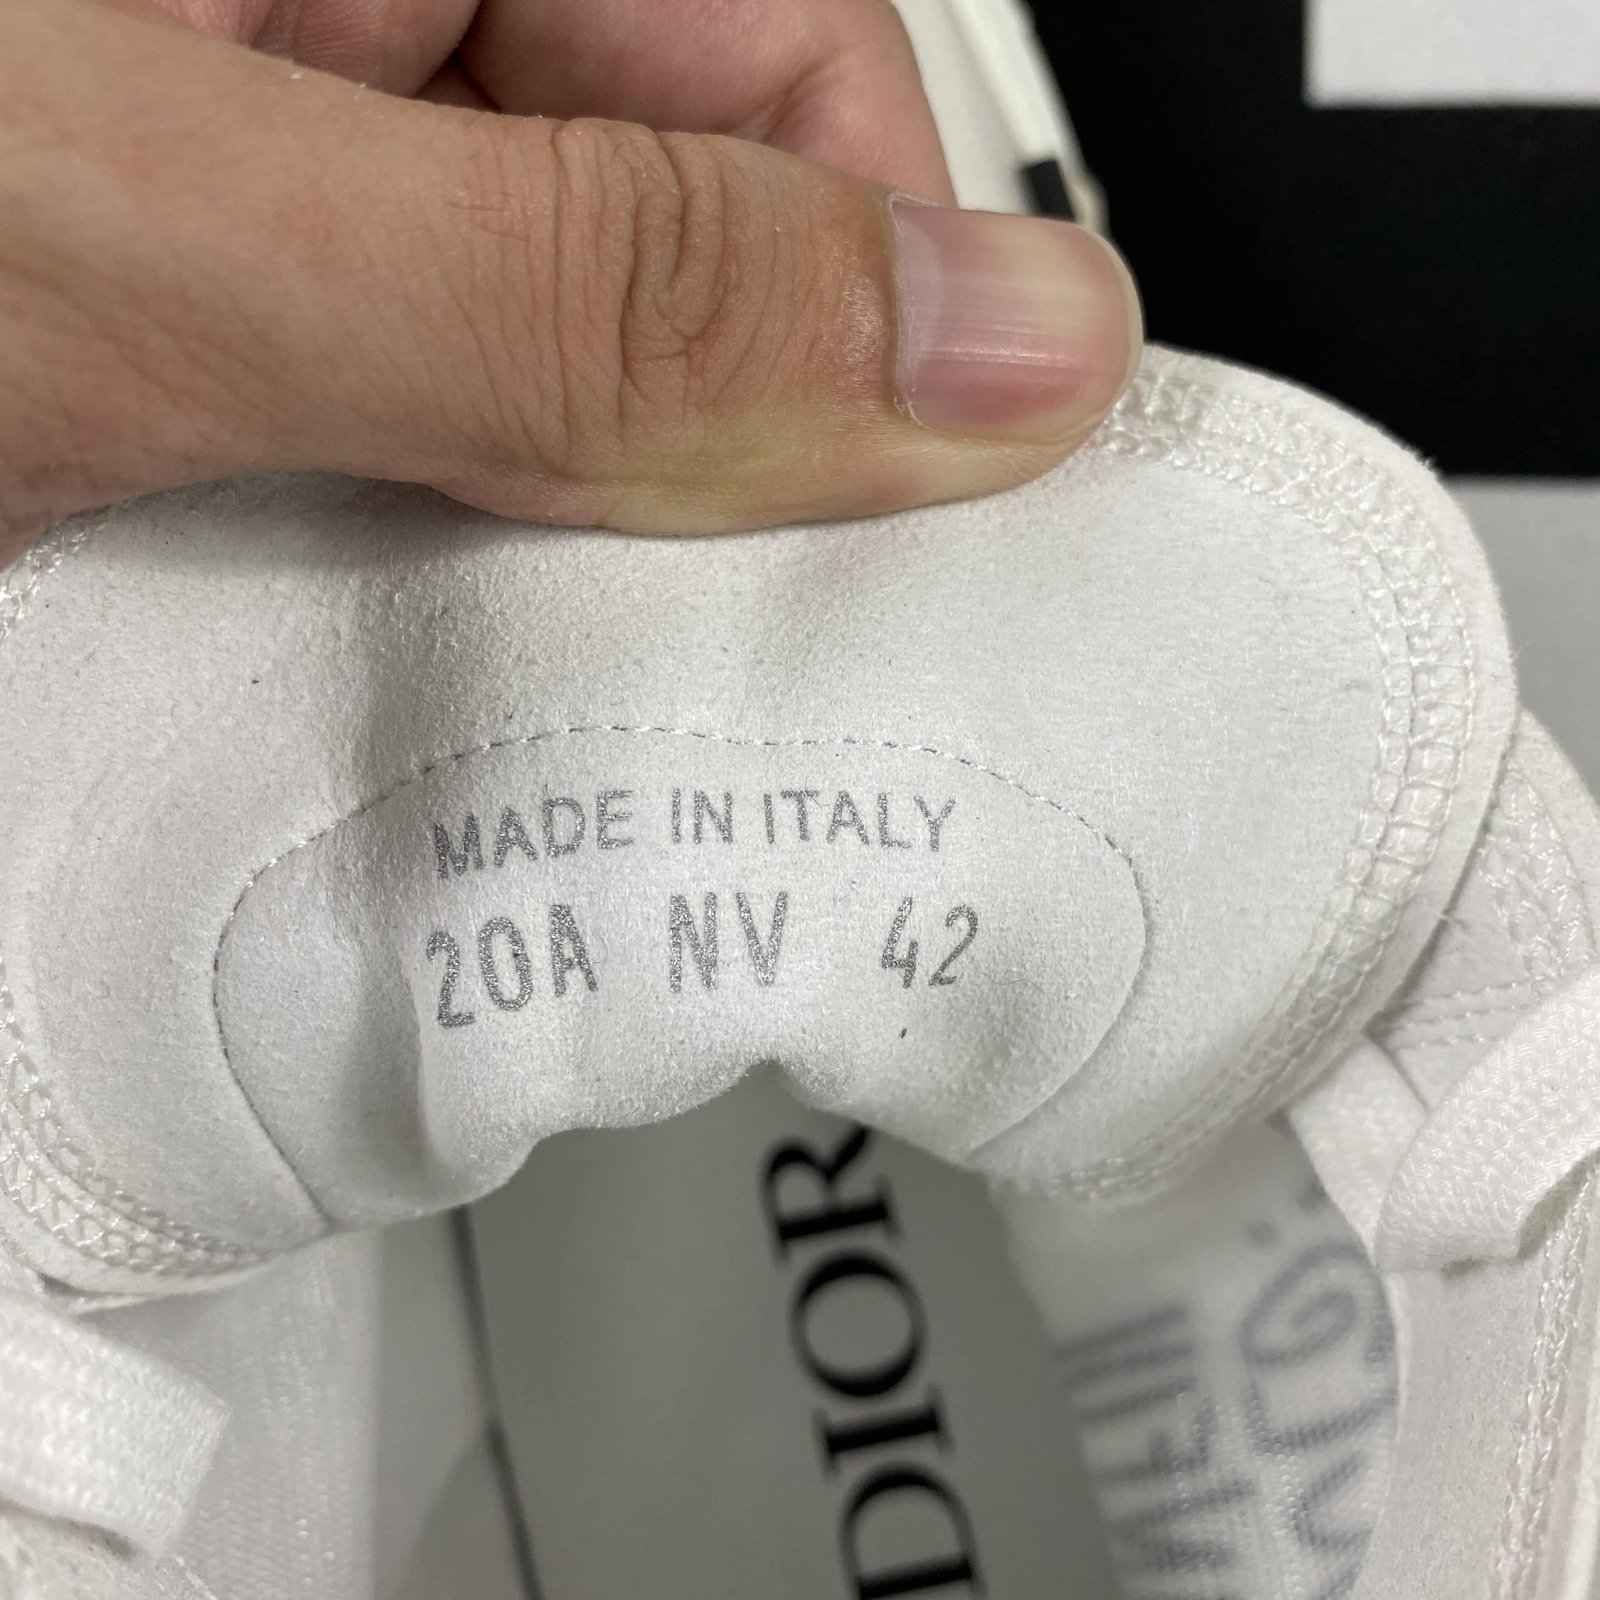 MADE IN ITALY
20A NV 42
DIOR